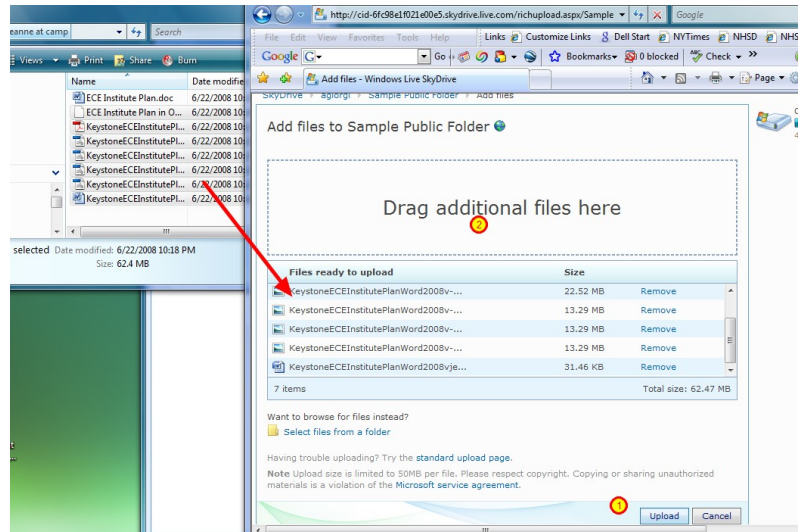 eanne at camp
Search
Views
Print
Share
Burn
Name
Date modifie
ECE Institute Plan.doc
6/22/2008 10:
ECE Institute Plan in O...
6/22/2008 10:
KeystoneECEInstitutePl...
6/22/2008 10:
KeystoneECEInstitutePl...
6/22/2008 10:
KeystoneECEInstitutePl...
6/22/2008 10:
KeystoneECEInstitutePl...
6/22/2008 10:
KeystoneECEInstitutePl...
6/22/2008 10:
selected Date modified: 6/22/2008 10:18 PM
Size: 62.4 MB
http://cid-6fc98e1f021e00e5.skydrive.live.com/richupload.aspx/Sample
Google
File Edit View Favorites Tools Help
Links Customize Links Dell Start NYTimes NHSD NHS
Google G
Go
Bookmarks
0 blocked
Check
»
Add files - Windows Live SkyDrive
Page
SkyDrive ▸ agiorgi ▸ Sample Public Folder ▸ Add files
Add files to Sample Public Folder
Drag additional files here
2
Files ready to upload Size
KeystoneECEInstitutePlanWord2008v-... 22.52 MB Remove
KeystoneECEInstitutePlanWord2008v-... 13.29 MB Remove
KeystoneECEInstitutePlanWord2008v-... 13.29 MB Remove
KeystoneECEInstitutePlanWord2008v-... 13.29 MB Remove
KeystoneECEInstitutePlanWord2008vje... 31.46 KB Remove
7 items Total size: 62.47 MB
Want to browse for files instead?
Select files from a folder
Having trouble uploading? Try the standard upload page.
Note Upload size is limited to 50MB per file. Please respect copyright. Copying or sharing unauthorized
materials is a violation of the Microsoft service agreement.
1
Upload Cancel